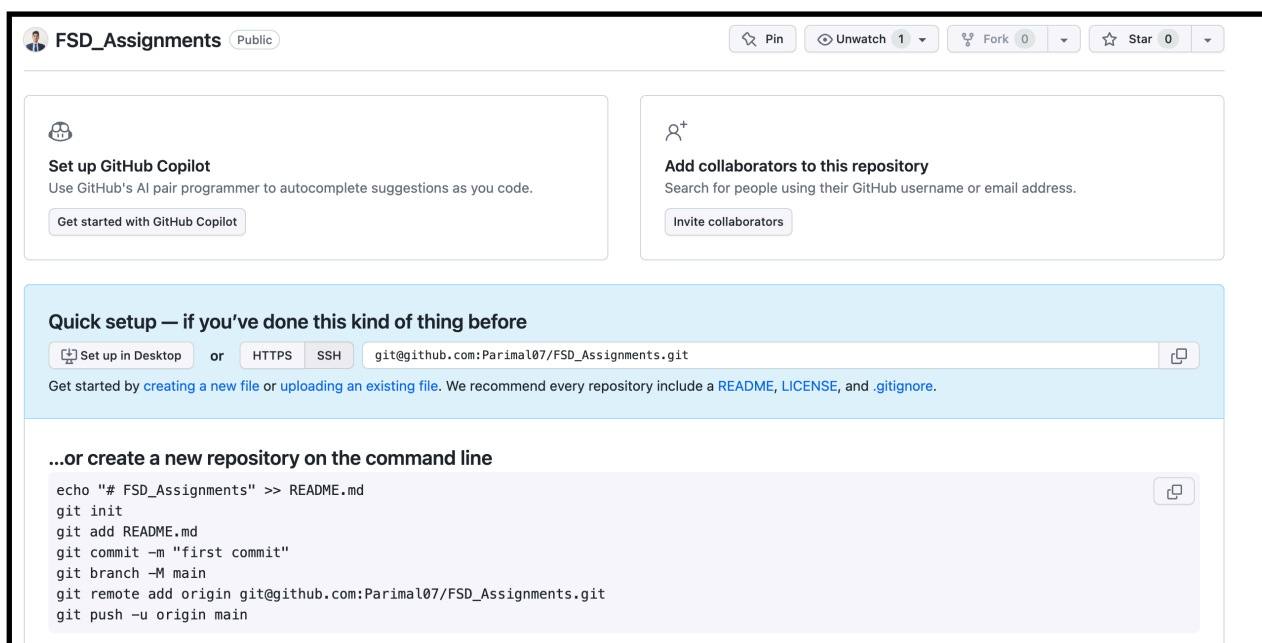 FSD_Assignments Public Pin Unwatch 1 Fork 0 Star 0
Set up GitHub Copilot
Use GitHub's AI pair programmer to autocomplete suggestions as you code.
Get started with GitHub Copilot
Add collaborators to this repository
Search for people using their GitHub username or email address.
Invite collaborators
Quick setup — if you've done this kind of thing before
Set up in Desktop or HTTPS SSH git@github.com:Parimal07/FSD_Assignments.git
Get started by creating a new file or uploading an existing file. We recommend every repository include a README, LICENSE, and .gitignore.
...or create a new repository on the command line
echo "# FSD_Assignments" >> README.md
git init
git add README.md
git commit -m "first commit"
git branch -M main
git remote add origin git@github.com:Parimal07/FSD_Assignments.git
git push -u origin main